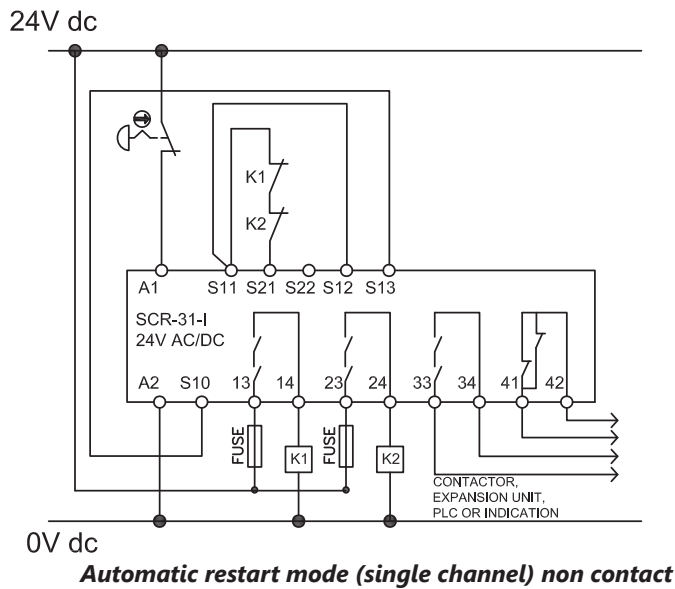 24V dc
K1
K2
A1 S11 S21 S22 S12 S13
SCR-31-I
24V AC/DC
A2 S10 13 14 23 24 33 34 41 42
FUSE K1 FUSE K2
CONTACTOR,
EXPANSION UNIT,
PLC OR INDICATION
0V dc
Automatic restart mode (single channel) non contact